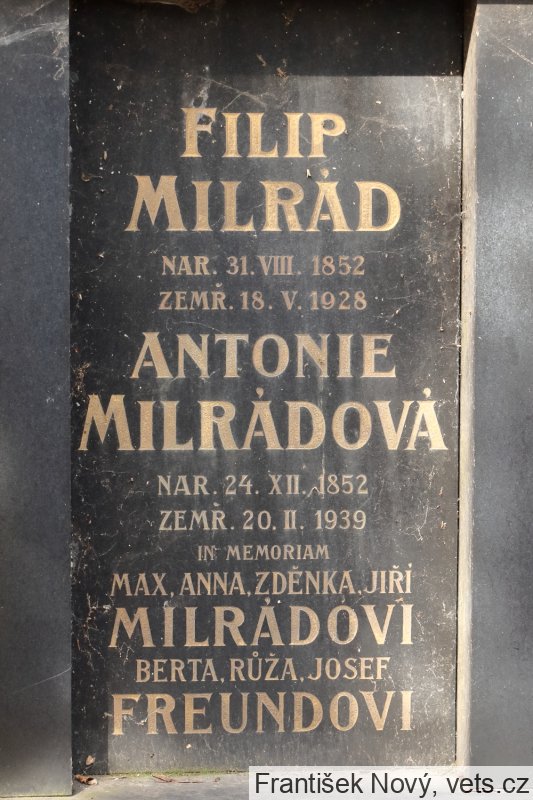 FILIP
MILRÁD
NAR. 31. VIII. 1852
ZEMŘ. 18. V. 1928
ANTONIE
MILRÁDOVÁ
NAR. 24. XII. 1852
ZEMŘ. 20. II. 1939
IN MEMORIAM
MAX, ANNA, ZDĚNKA, JIŘÍ
MILRÁDOVI
BERTA, RŮŽA, JOSEF
FREUNDOVI
František Nový, vets.cz